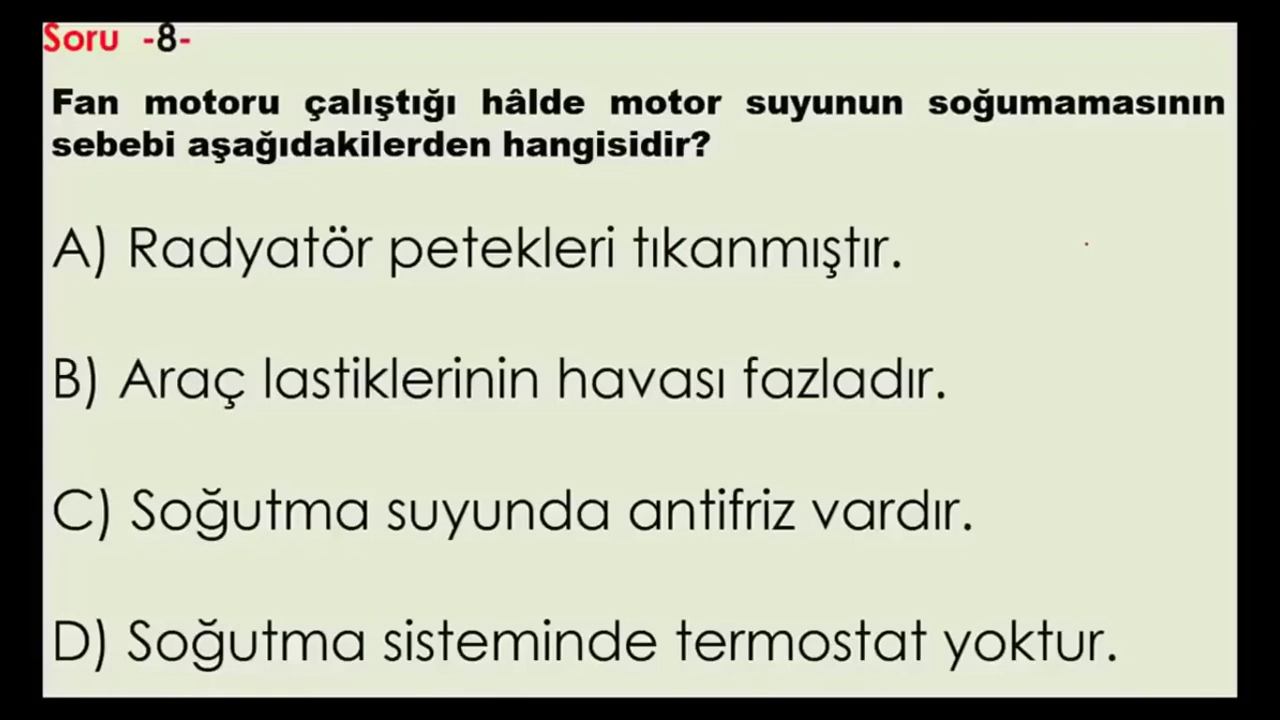 Soru -8-
Fan motoru çalıştığı hâlde motor suyunun soğumamasının
sebebi aşağıdakilerden hangisidir?
A) Radyatör petekleri tıkanmıştır.
B) Araç lastiklerinin havası fazladır.
C) Soğutma suyunda antifriz vardır.
D) Soğutma sisteminde termostat yoktur.